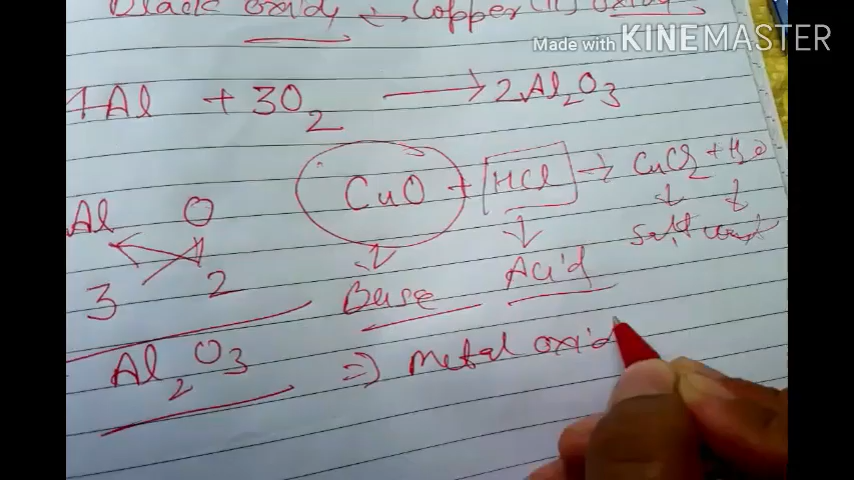 Black oxide ← Copper (II) oxide
Made with KINEMASTER
4Al + 3O2 → 2Al2O3
CuO + HCl → CuCl2 + H2O
Al O
3 2
Base Acid Salt
Al2O3
⇒ Metal oxid